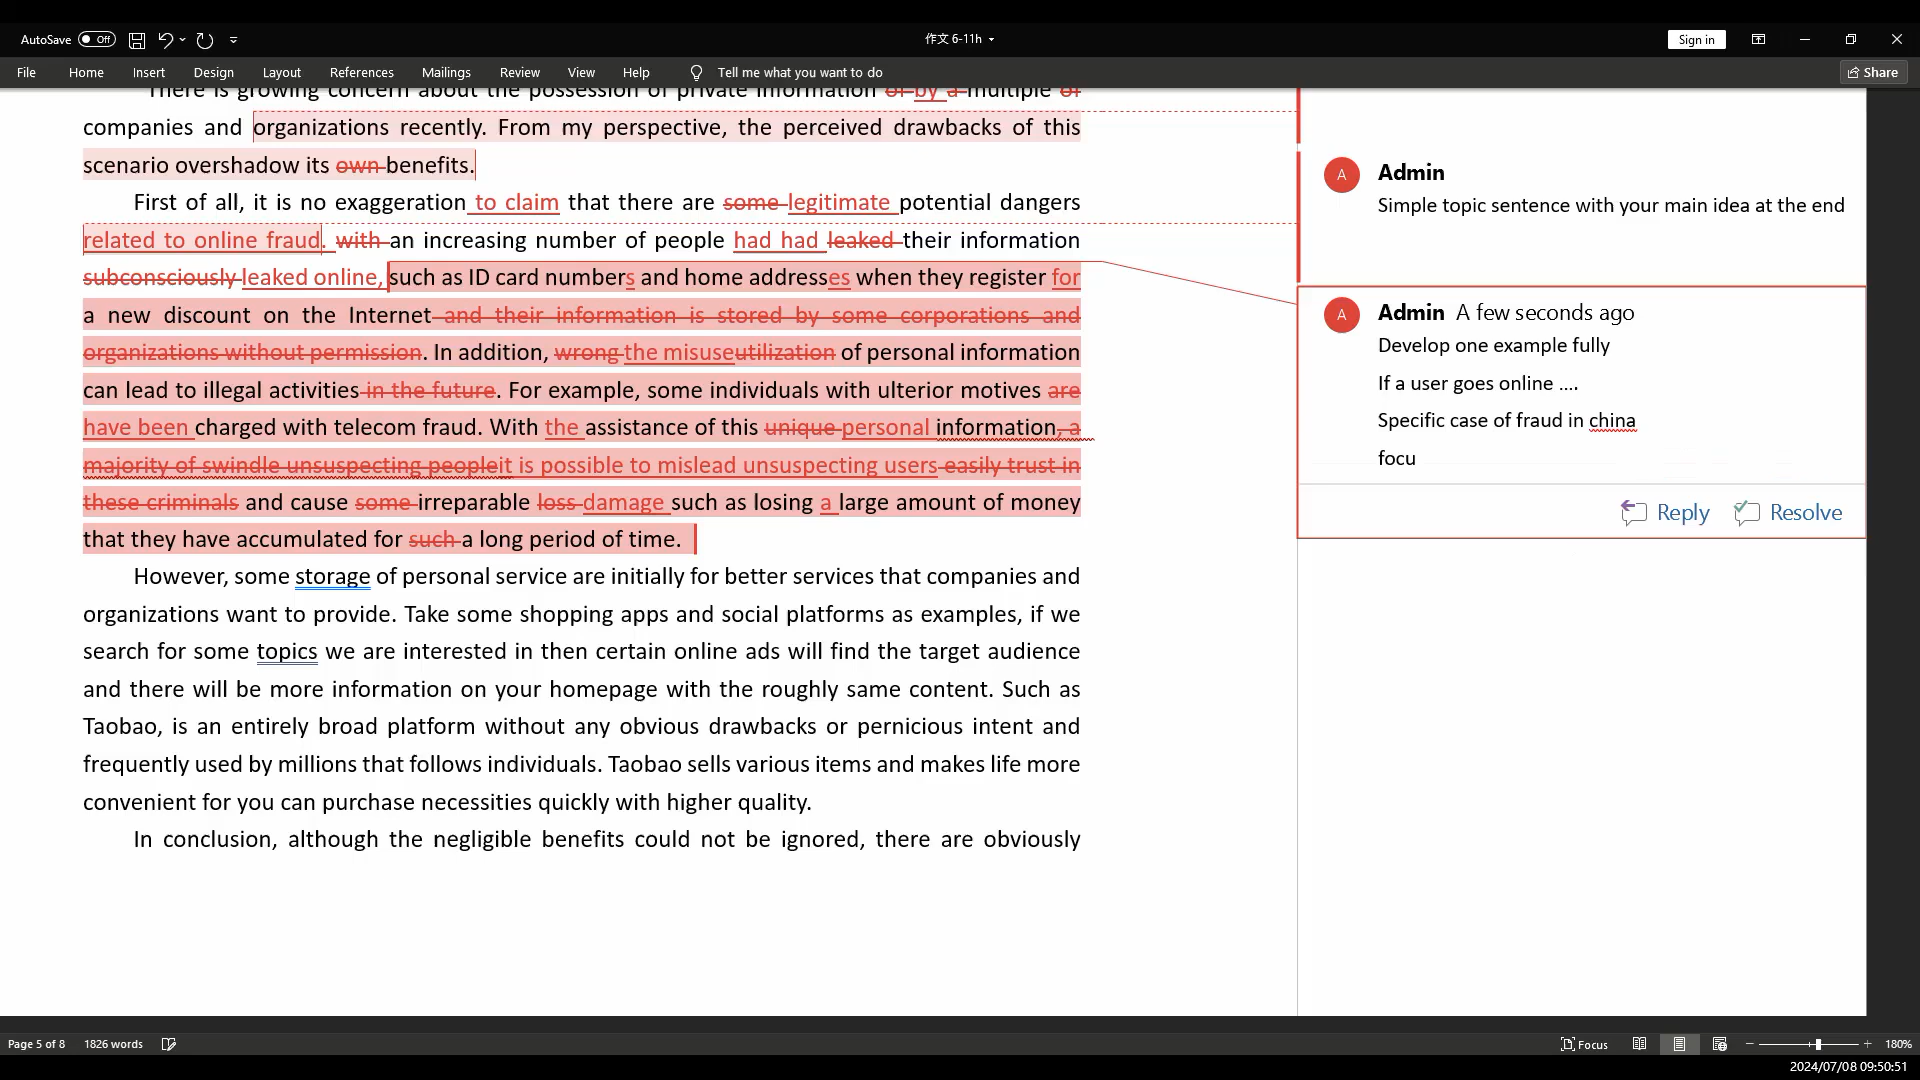 AutoSave Off 作文 6-11h Sign in
File Home Insert Design Layout References Mailings Review View Help Tell me what you want to do Share
There is growing concern about the possession of private information of by a multiple of
companies and organizations recently. From my perspective, the perceived drawbacks of this
scenario overshadow its own benefits.
First of all, it is no exaggeration to claim that there are some legitimate potential dangers
related to online fraud. with an increasing number of people had had leaked their information
subconsciously leaked online, such as ID card numbers and home addresses when they register for
a new discount on the Internet and their information is stored by some corporations and
organizations without permission. In addition, wrong the misuseutilization of personal information
can lead to illegal activities in the future. For example, some individuals with ulterior motives are
have been charged with telecom fraud. With the assistance of this unique personal information, a
majority of swindle unsuspecting peopleit is possible to mislead unsuspecting users easily trust in
these criminals and cause some irreparable loss damage such as losing a large amount of money
that they have accumulated for such a long period of time.
However, some storage of personal service are initially for better services that companies and
organizations want to provide. Take some shopping apps and social platforms as examples, if we
search for some topics we are interested in then certain online ads will find the target audience
and there will be more information on your homepage with the roughly same content. Such as
Taobao, is an entirely broad platform without any obvious drawbacks or pernicious intent and
frequently used by millions that follows individuals. Taobao sells various items and makes life more
convenient for you can purchase necessities quickly with higher quality.
In conclusion, although the negligible benefits could not be ignored, there are obviously
A Admin
Simple topic sentence with your main idea at the end
A Admin A few seconds ago
Develop one example fully
If a user goes online ....
Specific case of fraud in china
focu
Reply Resolve
Page 5 of 8 1826 words Focus 180%
2024/07/08 09:50:51